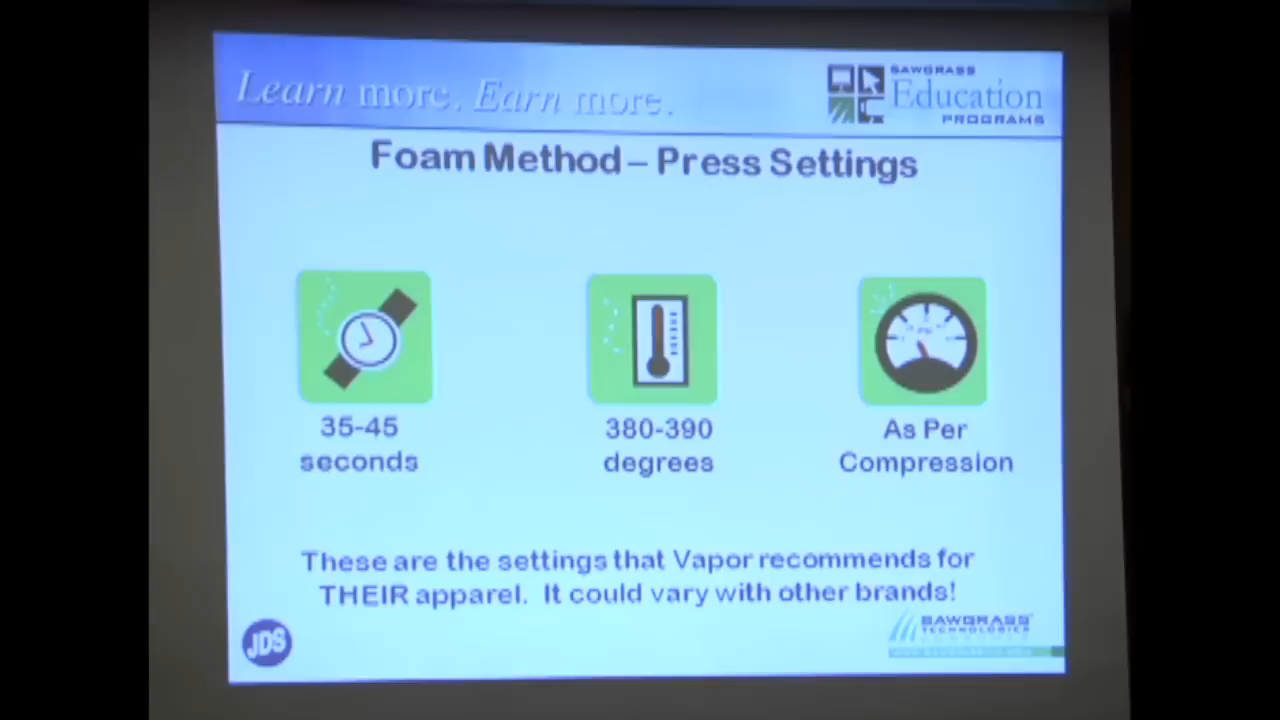 Learn more. Earn more.
SAWGRASS
Education
PROGRAMS
Foam Method – Press Settings
PSI
35-45
seconds
380-390
degrees
As Per
Compression
These are the settings that Vapor recommends for
THEIR apparel. It could vary with other brands!
JDS
SAWGRASS
TECHNOLOGIES